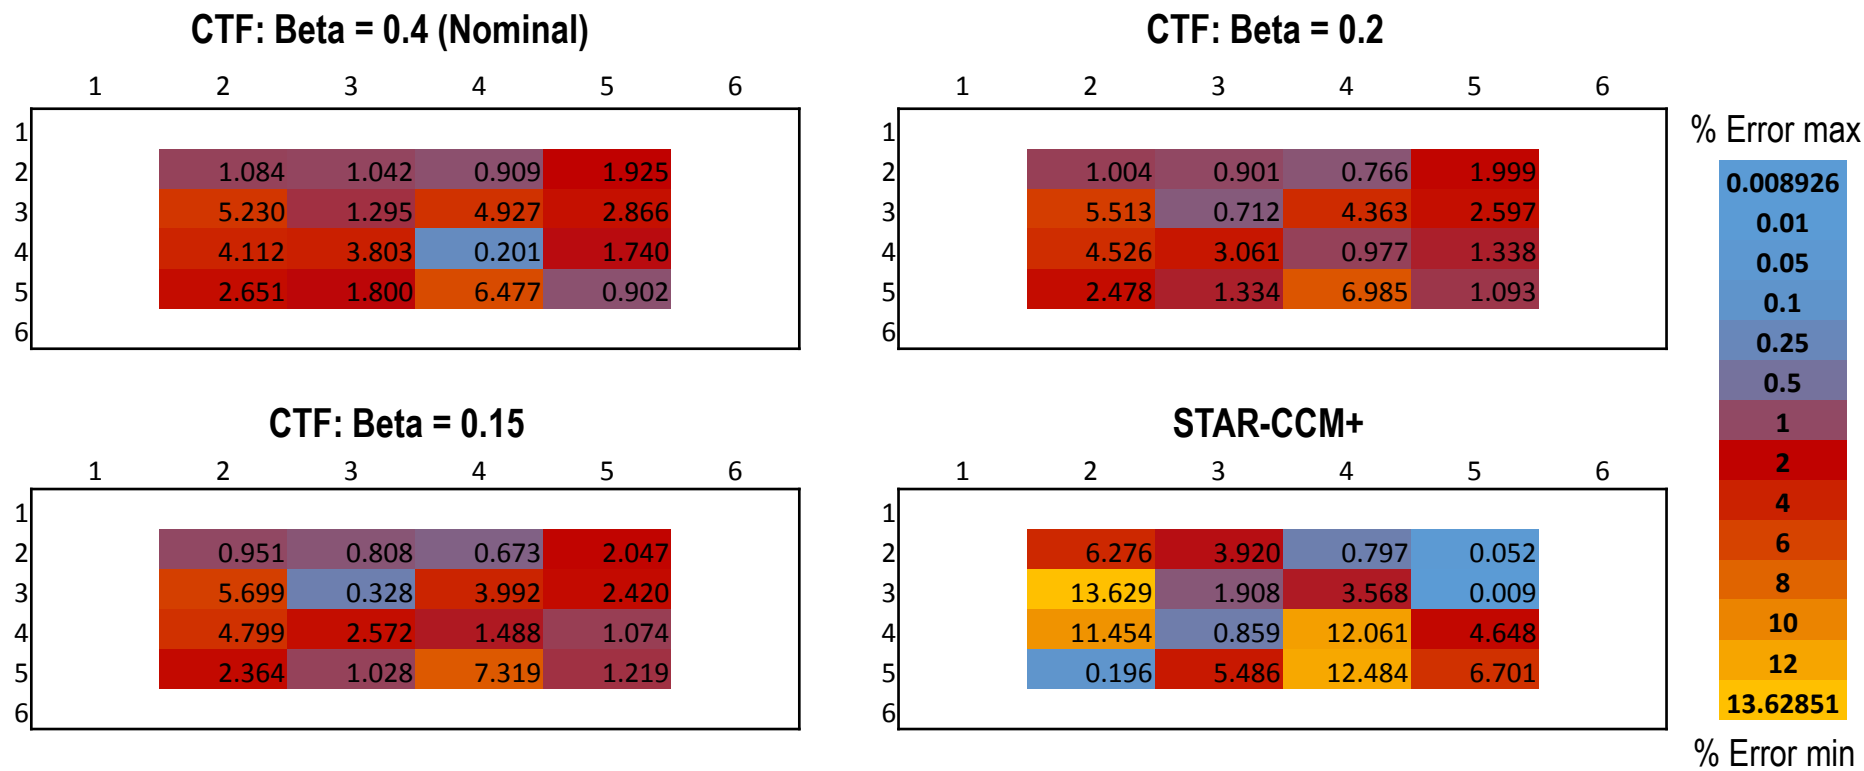 CTF: Beta = 0.4 (Nominal)
1 2 3 4 5 6
1
2 1.084 1.042 0.909 1.925
3 5.230 1.295 4.927 2.866
4 4.112 3.803 0.201 1.740
5 2.651 1.800 6.477 0.902
6
CTF: Beta = 0.2
1 2 3 4 5 6
1
2 1.004 0.901 0.766 1.999
3 5.513 0.712 4.363 2.597
4 4.526 3.061 0.977 1.338
5 2.478 1.334 6.985 1.093
6
CTF: Beta = 0.15
1 2 3 4 5 6
1
2 0.951 0.808 0.673 2.047
3 5.699 0.328 3.992 2.420
4 4.799 2.572 1.488 1.074
5 2.364 1.028 7.319 1.219
6
STAR-CCM+
1 2 3 4 5 6
1
2 6.276 3.920 0.797 0.052
3 13.629 1.908 3.568 0.009
4 11.454 0.859 12.061 4.648
5 0.196 5.486 12.484 6.701
6
% Error max
0.008926
0.01
0.05
0.1
0.25
0.5
1
2
4
6
8
10
12
13.62851
% Error min